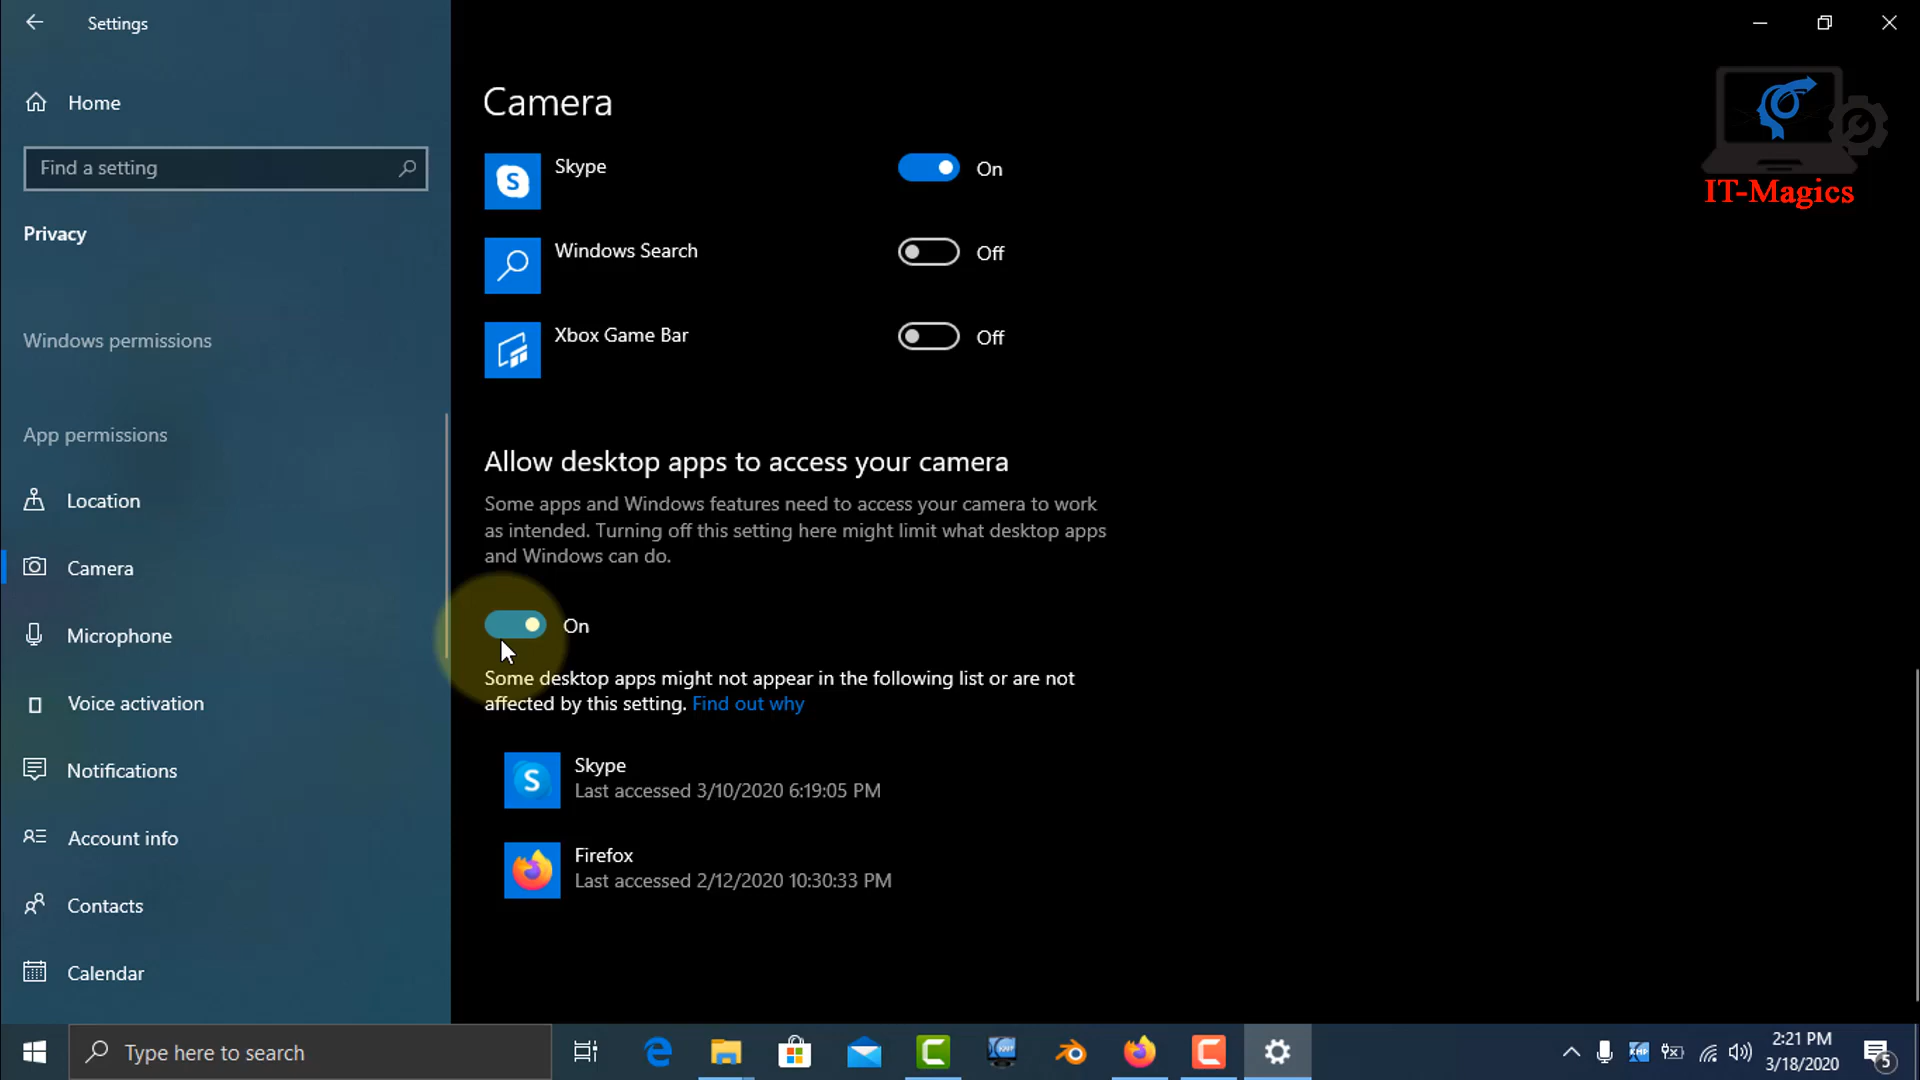 Settings
Home
Find a setting
Privacy
Windows permissions
App permissions
Location
Camera
Microphone
Voice activation
Notifications
Account info
Contacts
Calendar
Camera
Skype
On
Windows Search
Off
Xbox Game Bar
Off
Allow desktop apps to access your camera
Some apps and Windows features need to access your camera to work
as intended. Turning off this setting here might limit what desktop apps
and Windows can do.
On
Some desktop apps might not appear in the following list or are not
affected by this setting. Find out why
Skype
Last accessed 3/10/2020 6:19:05 PM
Firefox
Last accessed 2/12/2020 10:30:33 PM
IT-Magics
Type here to search
2:21 PM
3/18/2020
5